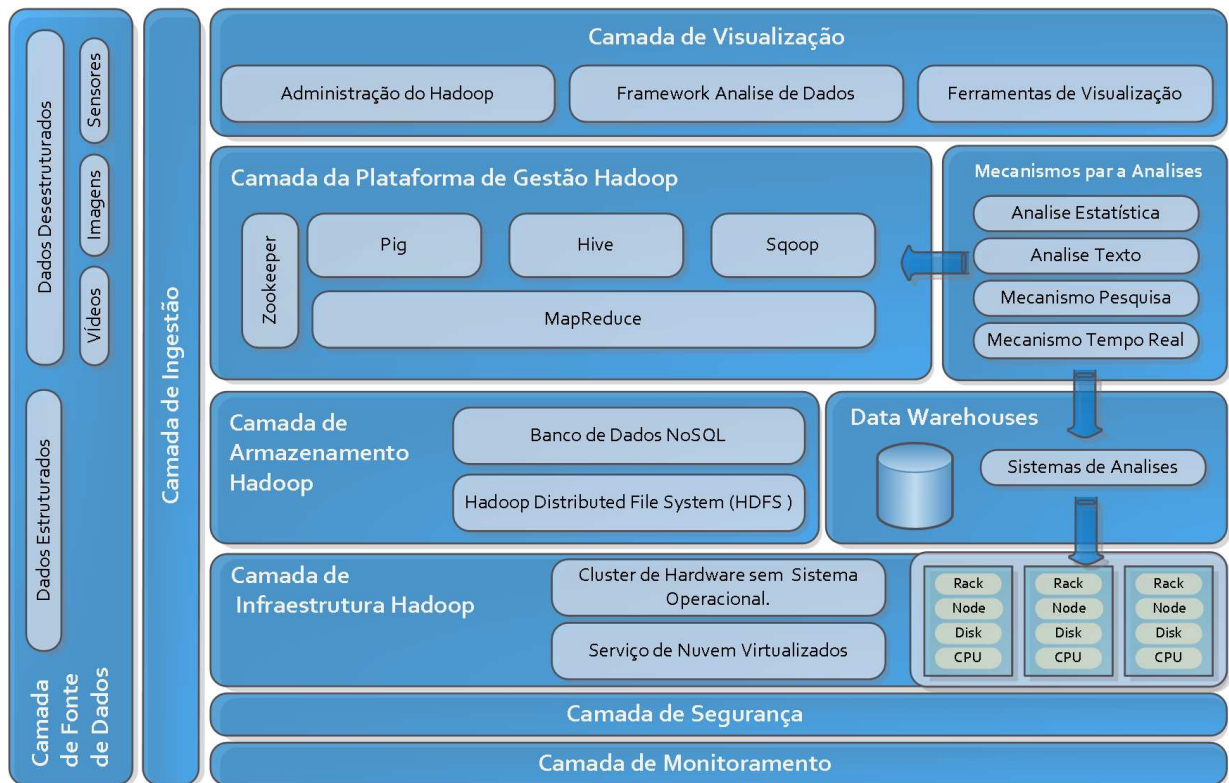 Camada de Fonte de Dados
Dados Desestruturados
Sensores
Imagens
Vídeos
Dados Estruturados
Camada de Ingestão
Camada de Visualização
Administração do Hadoop
Framework Analise de Dados
Ferramentas de Visualização
Camada da Plataforma de Gestão Hadoop
Zookeeper
Pig
Hive
Sqoop
MapReduce
Mecanismos par a Analises
Analise Estatística
Analise Texto
Mecanismo Pesquisa
Mecanismo Tempo Real
Camada de
Armazenamento
Hadoop
Banco de Dados NoSQL
Hadoop Distributed File System (HDFS )
Data Warehouses
Sistemas de Analises
Camada de
Infraestrutura Hadoop
Cluster de Hardware sem Sistema
Operacional.
Serviço de Nuvem Virtualizados
Rack
Node
Disk
CPU
Rack
Node
Disk
CPU
Rack
Node
Disk
CPU
Camada de Segurança
Camada de Monitoramento